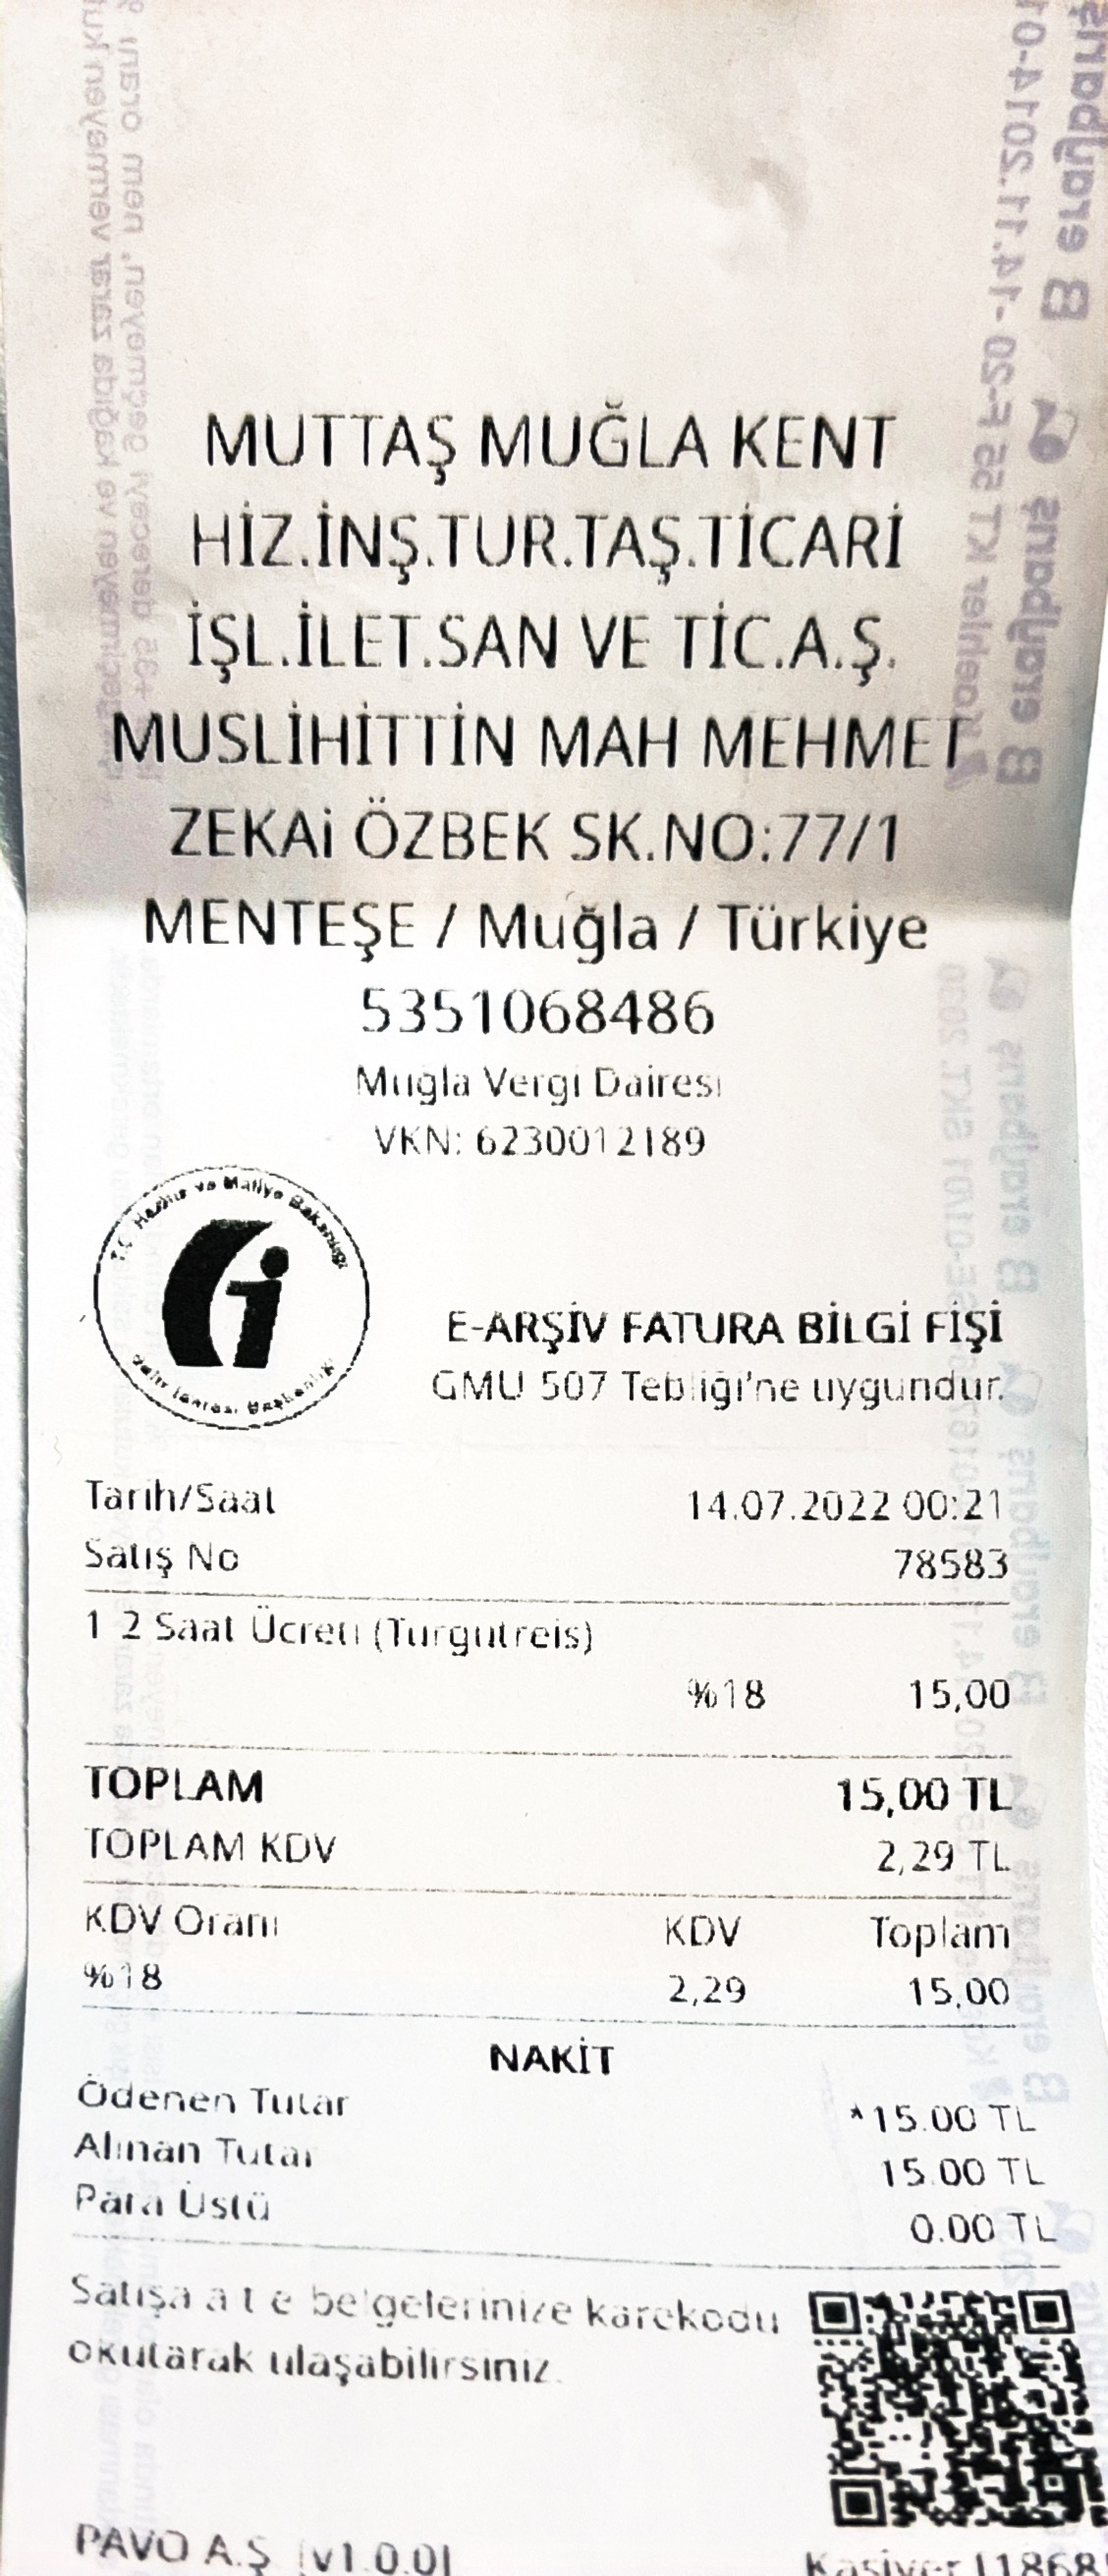 MUTTAŞ MUĞLA KENT
HİZ.İNŞ.TUR.TAŞ.TİCARİ
İŞL.İLET.SAN VE TİC.A.Ş.
MUSLİHİTTİN MAH MEHMET
ZEKAi ÖZBEK SK.NO:77/1
MENTEŞE / Muğla / Türkiye
5351068486
Muğla Vergi Dairesi
VKN: 6230012189
T.C. Hazine ve Maliye Bakanlığı
Gelir İdaresi Başkanlığı
E-ARŞİV FATURA BİLGİ FİŞİ
GMU 507 Tebliği'ne uygundur.
Tarih/Saat 14.07.2022 00:21
Satış No 78583
1 2 Saat Ücreti (Turgutreis)
%18 15,00
TOPLAM 15,00 TL
TOPLAM KDV 2,29 TL
KDV Oranı KDV Toplam
%18 2,29 15,00
NAKİT
Ödenen Tutar *15.00 TL
Alınan Tutar 15.00 TL
Para Üstü 0.00 TL
Satışa a t e belgelerinize karekodu
okutarak ulaşabilirsiniz.
PAVO A.Ş [v1.0.0]
Kasiyer [1868]